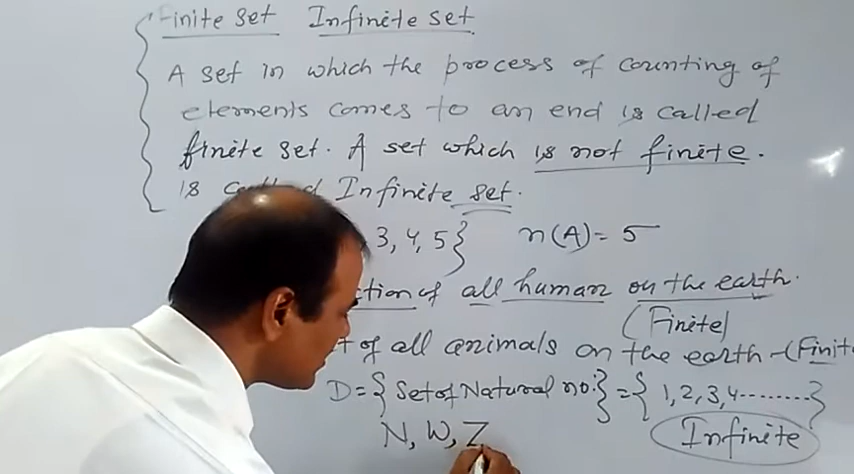 Finite set Infinite set
A set in which the process of counting of
elements comes to an end is called
finite set. A set which is not finite.
is called Infinite set.
3, 4, 5} n(A)= 5
of all human on the earth.
(Finite)
of all animals on the earth -(Finite
D={Set of Natural no.}={1,2,3,4........}
N, W, Z Infinite